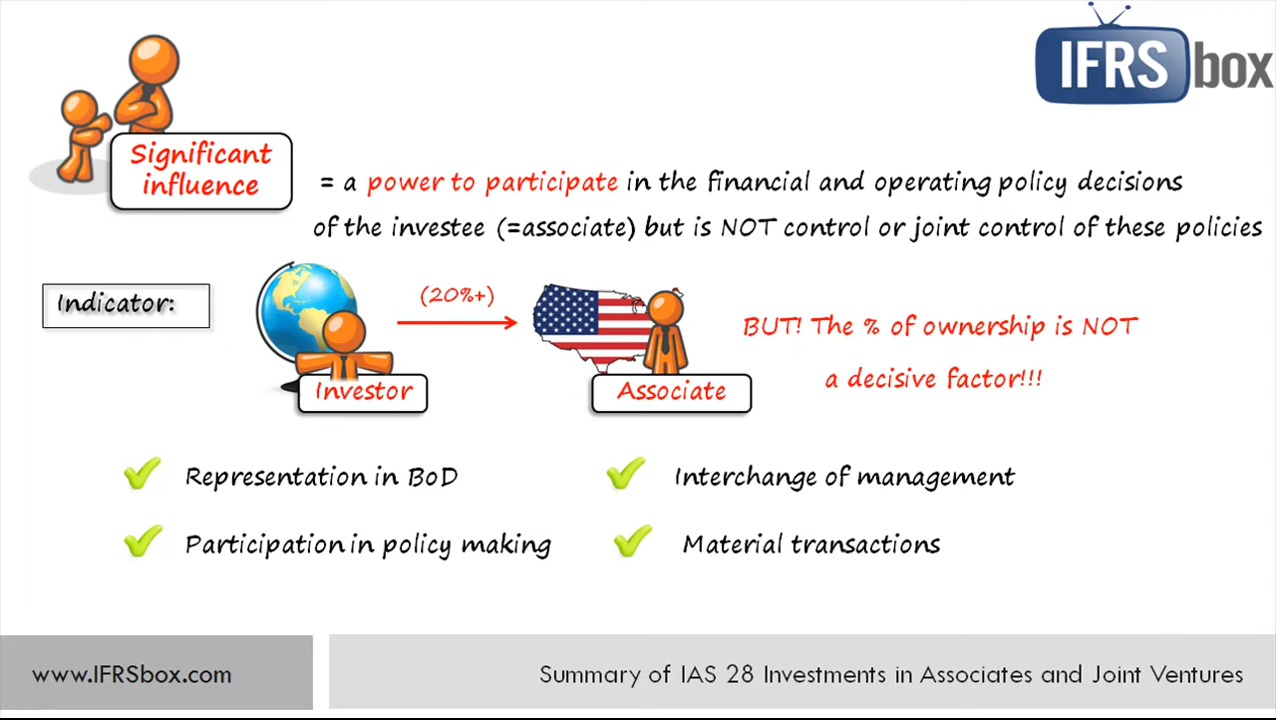 IFRS box
Significant
influence
= a power to participate in the financial and operating policy decisions
of the investee (=associate) but is NOT control or joint control of these policies
Indicator:
(20%+)
Investor
Associate
BUT! The % of ownership is NOT
a decisive factor!!!
Representation in BoD
Interchange of management
Participation in policy making
Material transactions
www.IFRSbox.com
Summary of IAS 28 Investments in Associates and Joint Ventures